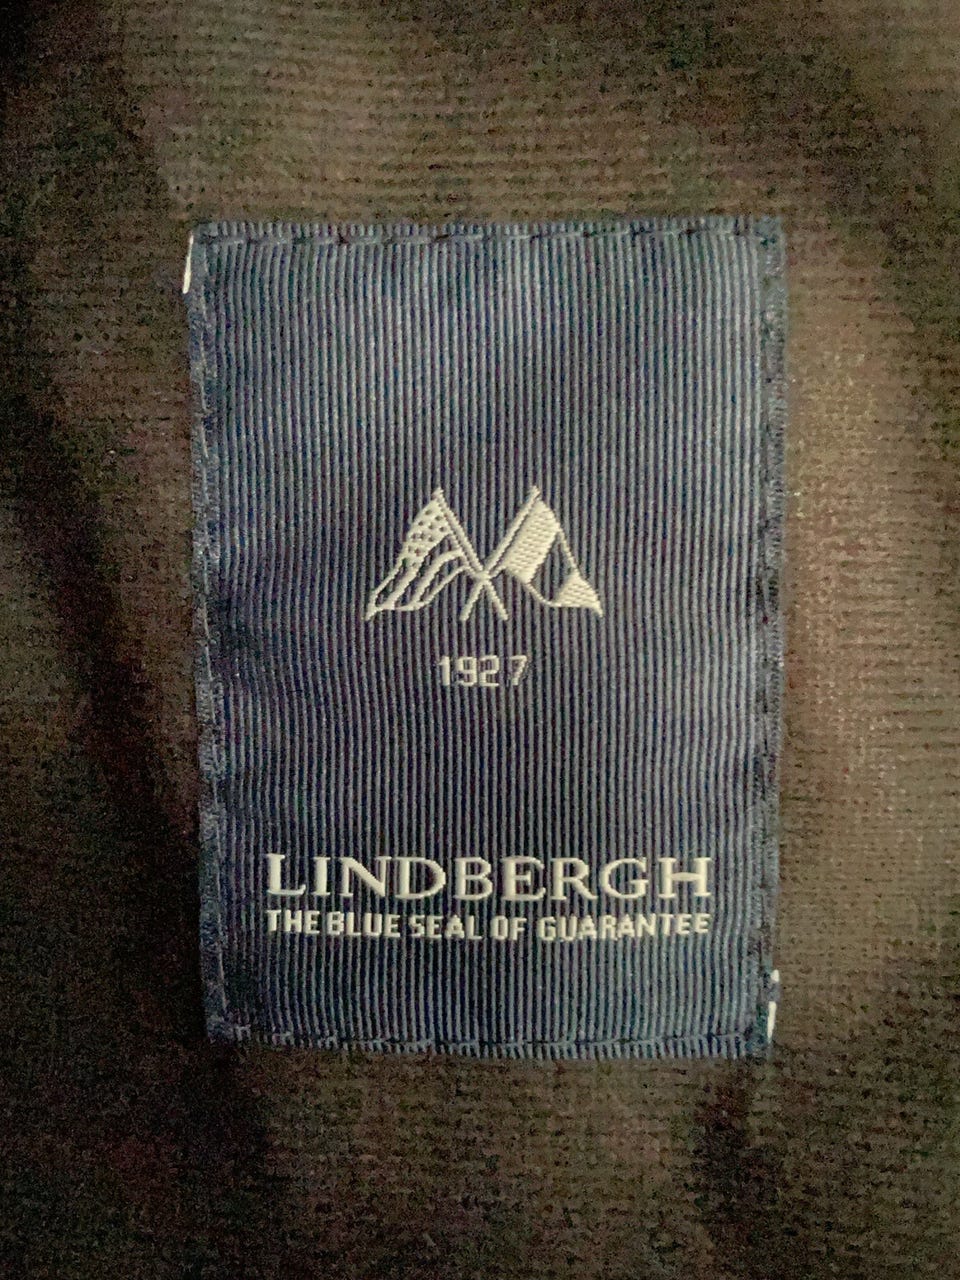 1927
LINDBERGH
THE BLUE SEAL OF GUARANTEE